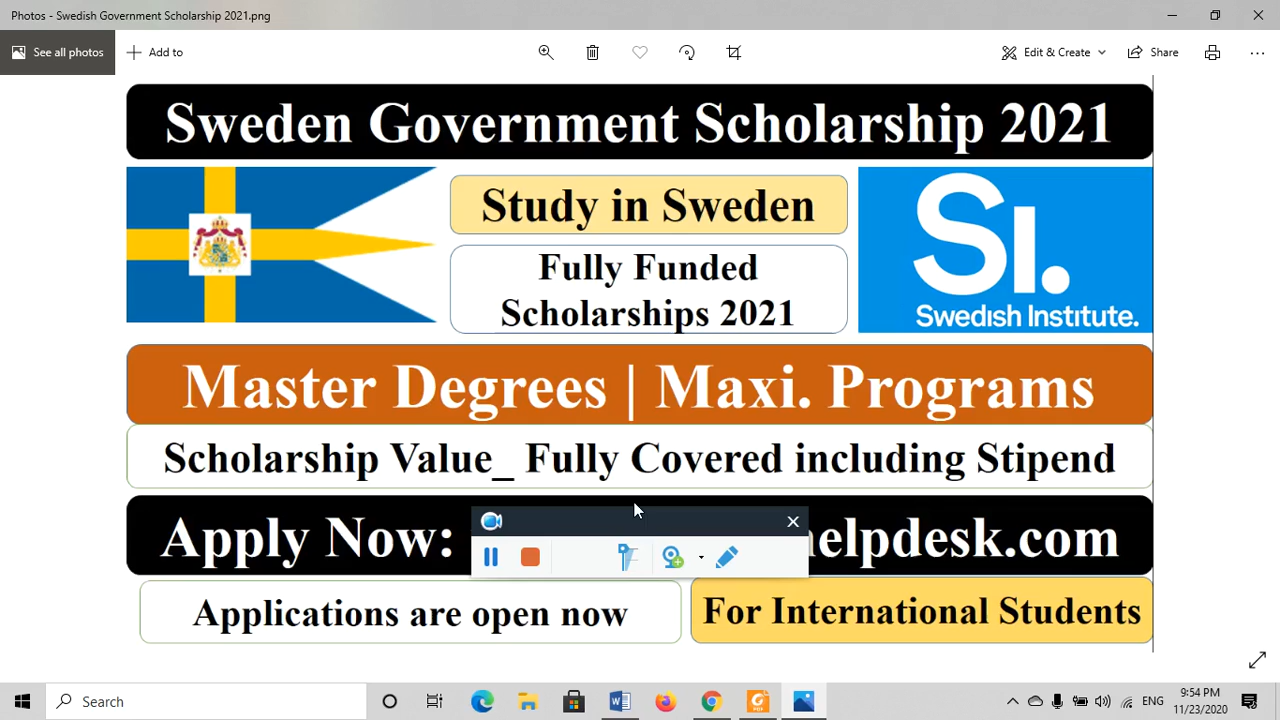 Photos - Swedish Government Scholarship 2021.png
See all photos
Add to
Edit & Create
Share
Sweden Government Scholarship 2021
Study in Sweden
Fully Funded
Scholarships 2021
SI.
Swedish Institute.
Master Degrees | Maxi. Programs
Scholarship Value_ Fully Covered including Stipend
Apply Now: helpdesk.com
Applications are open now
For International Students
Search
ENG
9:54 PM
11/23/2020